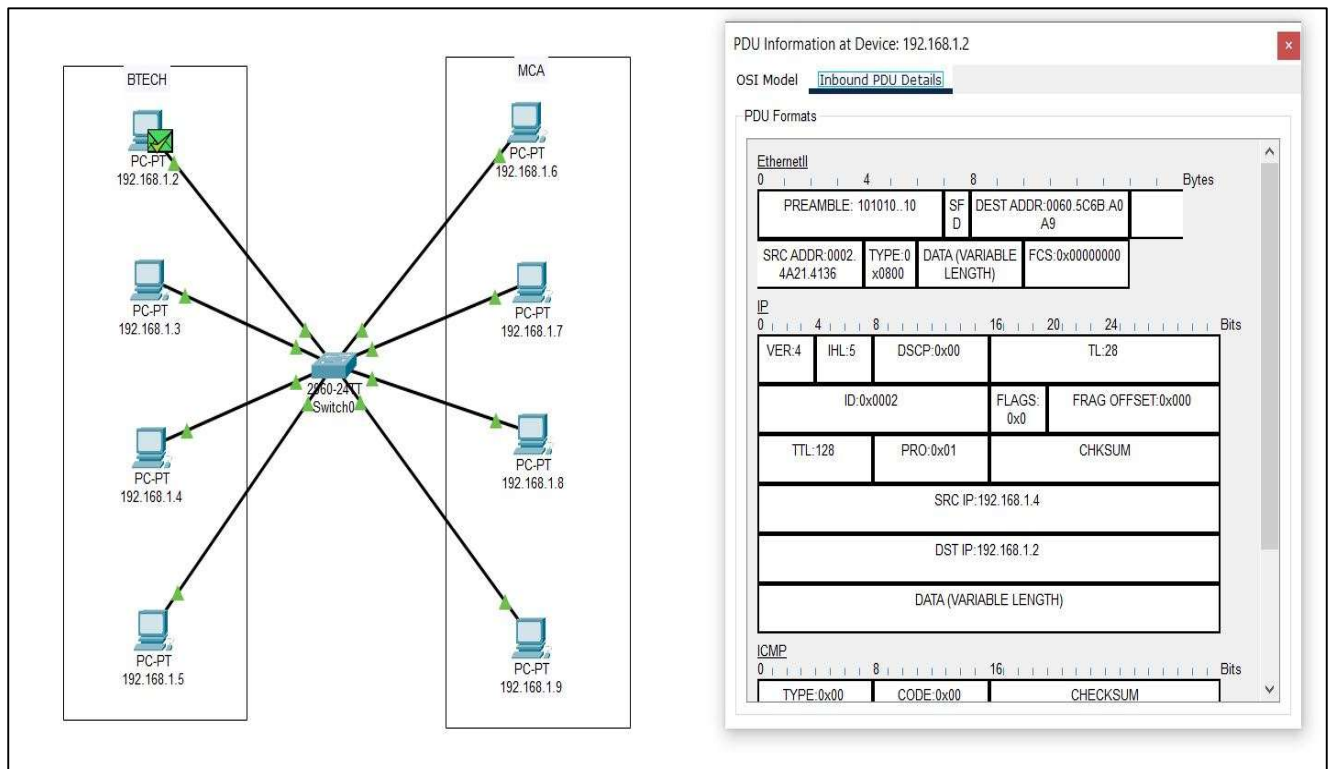 BTECH
PC-PT
192.168.1.2
PC-PT
192.168.1.3
PC-PT
192.168.1.4
PC-PT
192.168.1.5
2960-24TT
Switch0
MCA
PC-PT
192.168.1.6
PC-PT
192.168.1.7
PC-PT
192.168.1.8
PC-PT
192.168.1.9
PDU Information at Device: 192.168.1.2
x
OSI Model Inbound PDU Details
PDU Formats
EthernetII
0 4 8 Bytes
PREAMBLE: 101010..10 SF DEST ADDR:0060.5C6B.A0
D A9
SRC ADDR:0002. TYPE:0 DATA (VARIABLE FCS:0x00000000
4A21.4136 x0800 LENGTH)
IP
0 4 8 16 20 24 Bits
VER:4 IHL:5 DSCP:0x00 TL:28
ID:0x0002 FLAGS: FRAG OFFSET:0x000
0x0
TTL:128 PRO:0x01 CHKSUM
SRC IP:192.168.1.4
DST IP:192.168.1.2
DATA (VARIABLE LENGTH)
ICMP
0 8 16 Bits
TYPE:0x00 CODE:0x00 CHECKSUM